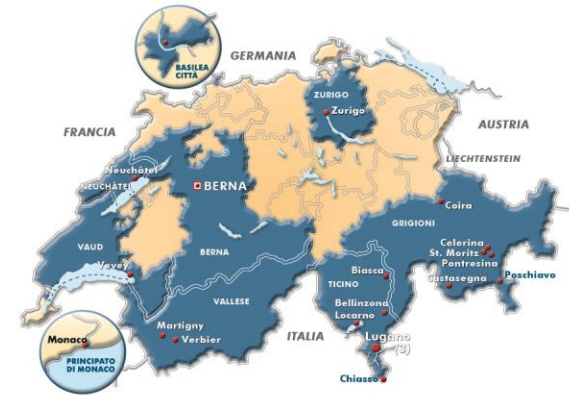 BASILEA
CITTÀ
GERMANIA
ZURIGO
Zurigo
FRANCIA
AUSTRIA
LIECHTENSTEIN
Neuchâtel
NEUCHÂTEL
BERNA
Coira
GRIGIONI
VAUD
BERNA
Celerina
St. Moritz
Pontresina
Vevey
Biasca
TICINO
Castasegna
Poschiavo
VALLESE
Bellinzona
Locarno
Martigny
Verbier
ITALIA
Lugano
(3)
Monaco
PRINCIPATO
DI MONACO
Chiasso